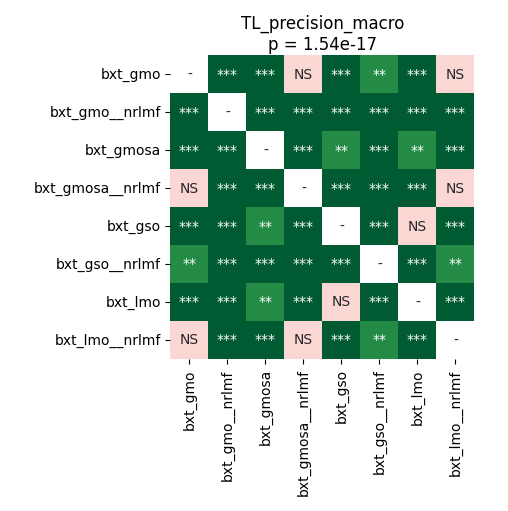 TL_precision_macro
p = 1.54e-17
bxt_gmo - *** *** NS *** ** *** NS
bxt_gmo__nrlmf *** - *** *** *** *** *** ***
bxt_gmosa *** *** - *** ** *** ** ***
bxt_gmosa__nrlmf NS *** *** - *** *** *** NS
bxt_gso *** *** ** *** - *** NS ***
bxt_gso__nrlmf ** *** *** *** *** - *** **
bxt_lmo *** *** ** *** NS *** - ***
bxt_lmo__nrlmf NS *** *** NS *** ** *** -
bxt_gmo
bxt_gmo__nrlmf
bxt_gmosa
bxt_gmosa__nrlmf
bxt_gso
bxt_gso__nrlmf
bxt_lmo
bxt_lmo__nrlmf